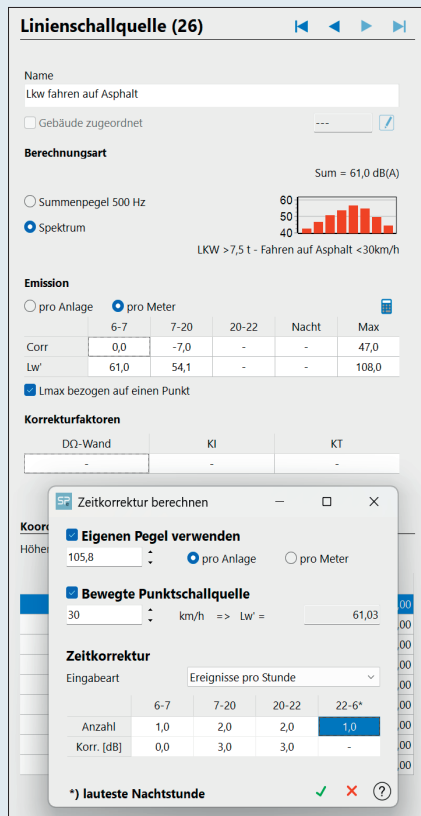 Linienschallquelle (26)
Name
Lkw fahren auf Asphalt
Gebäude zugeordnet ---
Berechnungsart
Sum = 61,0 dB(A)
Summenpegel 500 Hz
Spektrum
60
50
40
LKW >7,5 t - Fahren auf Asphalt <30km/h
Emission
pro Anlage pro Meter
6-7 7-20 20-22 Nacht Max
Corr 0,0 -7,0 - - 47,0
Lw' 61,0 54,1 - - 108,0
Lmax bezogen auf einen Punkt
Korrekturfaktoren
DΩ-Wand KI KT
- - -
SP Zeitkorrektur berechnen
Eigenen Pegel verwenden
105,8 pro Anlage pro Meter
Bewegte Punktschallquelle
30 km/h => Lw' = 61,03
Zeitkorrektur
Eingabeart Ereignisse pro Stunde
6-7 7-20 20-22 22-6*
Anzahl 1,0 2,0 2,0 1,0
Korr. [dB] 0,0 3,0 3,0 -
*) lauteste Nachtstunde ?